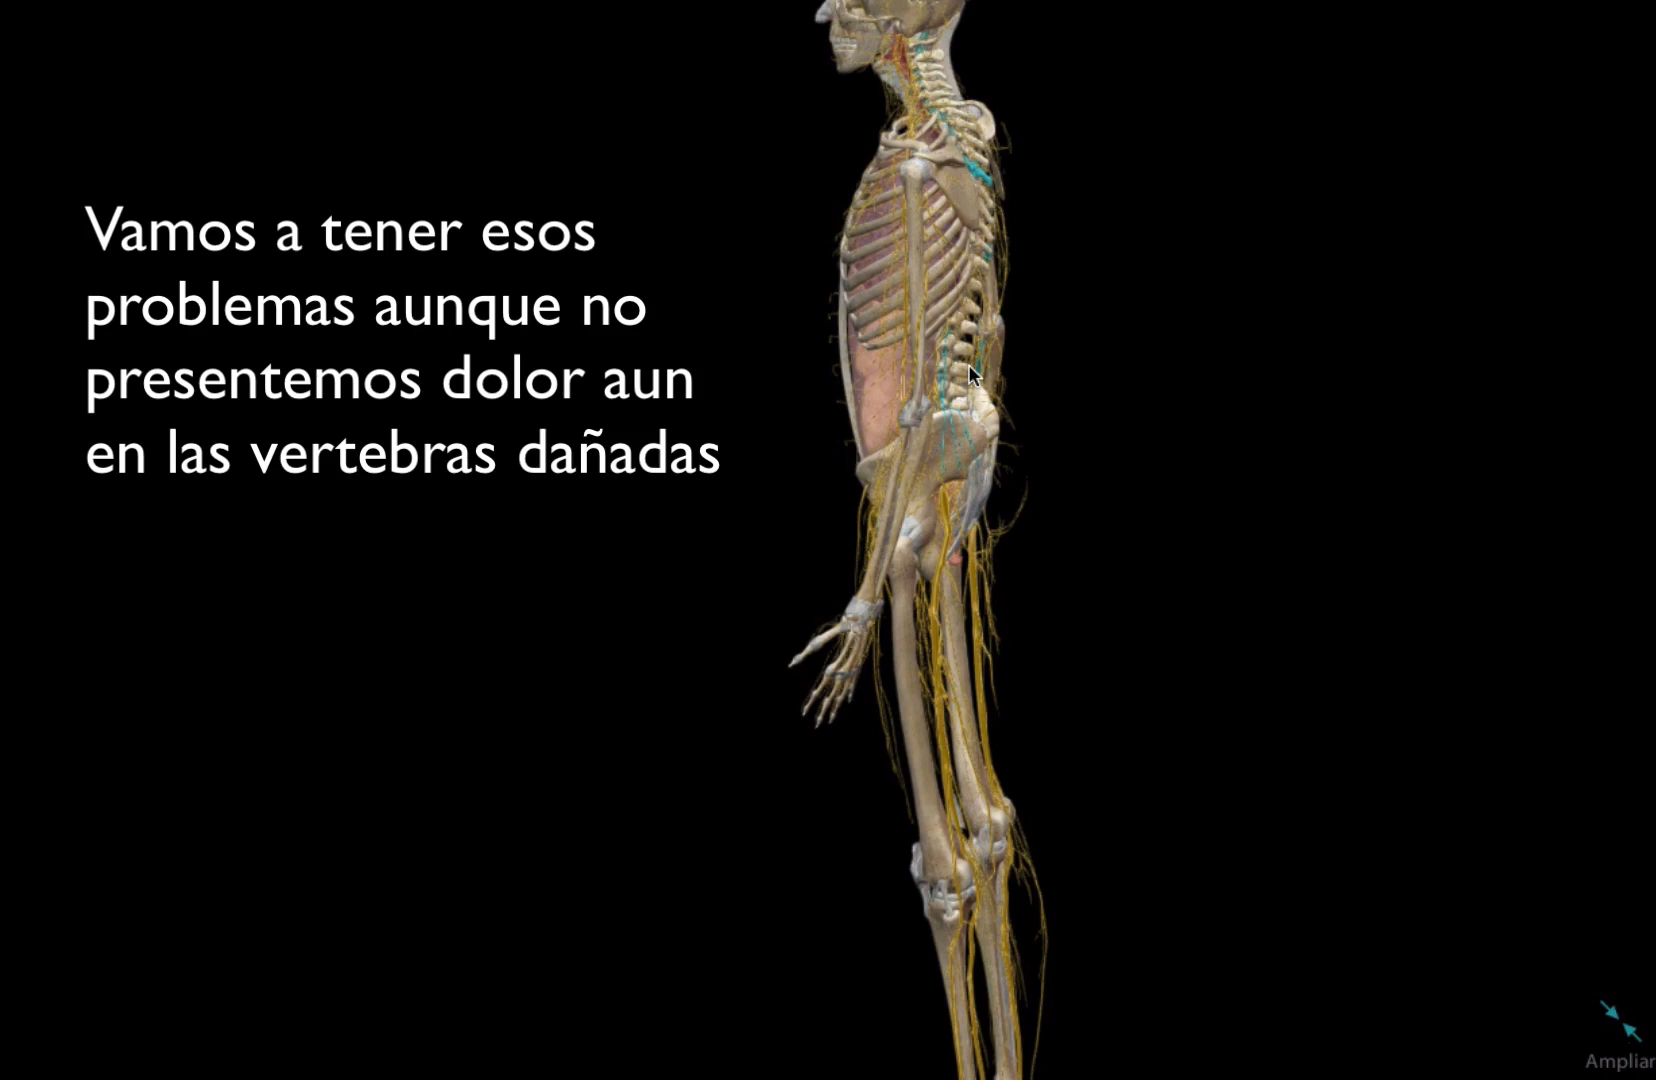 Vamos a tener esos
problemas aunque no
presentemos dolor aun
en las vertebras dañadas
Ampliar